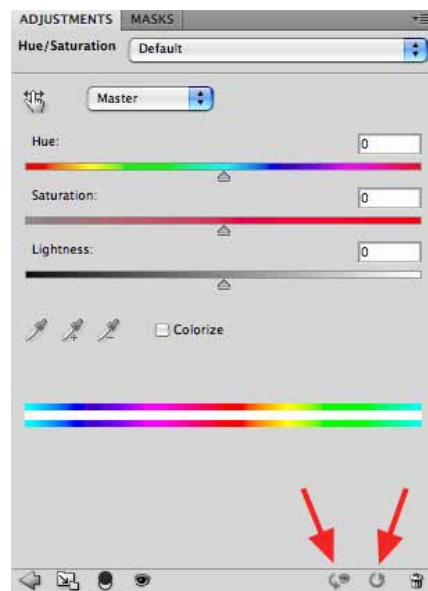 ADJUSTMENTS MASKS
Hue/Saturation Default
Master
Hue: 0
Saturation: 0
Lightness: 0
Colorize